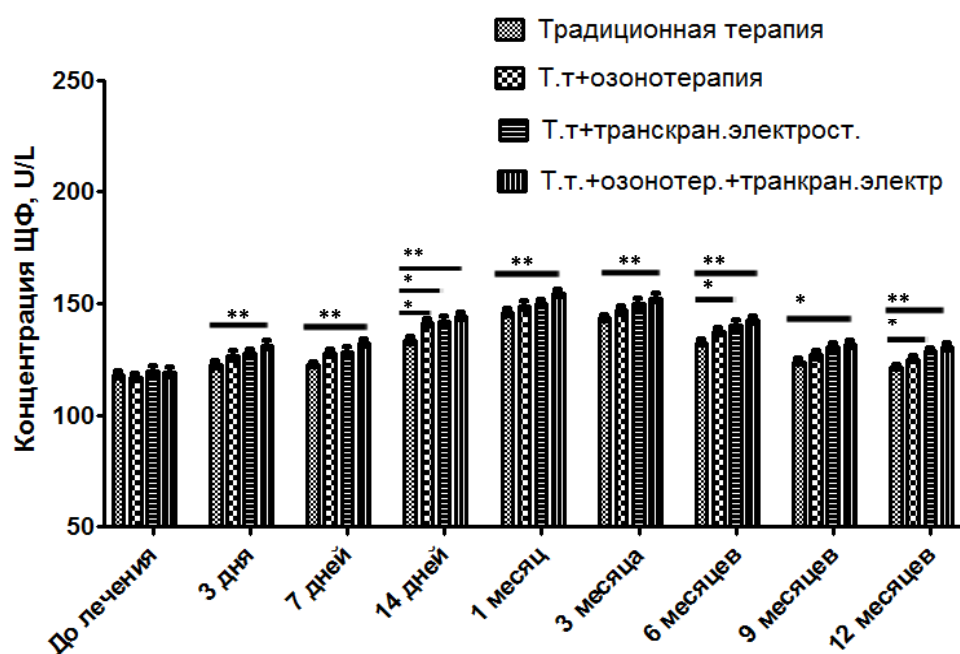 Традиционная терапия
Т.т+озонотерапия
Т.т+транскран.электрост.
Т.т.+озонотер.+транкран.электр
Концентрация ЩФ, U/L
250
200
150
100
50
** ** ** * * ** ** ** * * ** *
До лечения
3 дня
7 дней
14 дней
1 месяц
3 месяца
6 месяцев
9 месяцев
12 месяцев